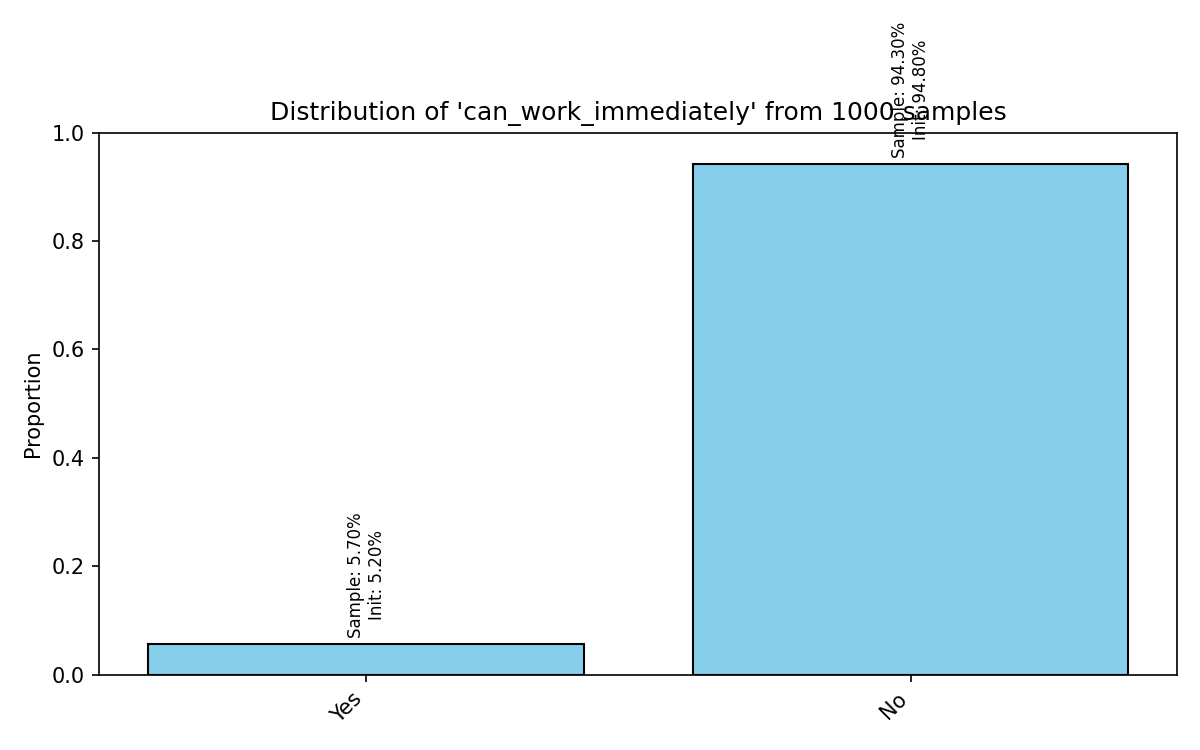 Distribution of 'can_work_immediately' from 1000 samples
Sample: 94.30%
Init: 94.80%
Sample: 5.70%
Init: 5.20%
Proportion
1.0
0.8
0.6
0.4
0.2
0.0
Yes
No